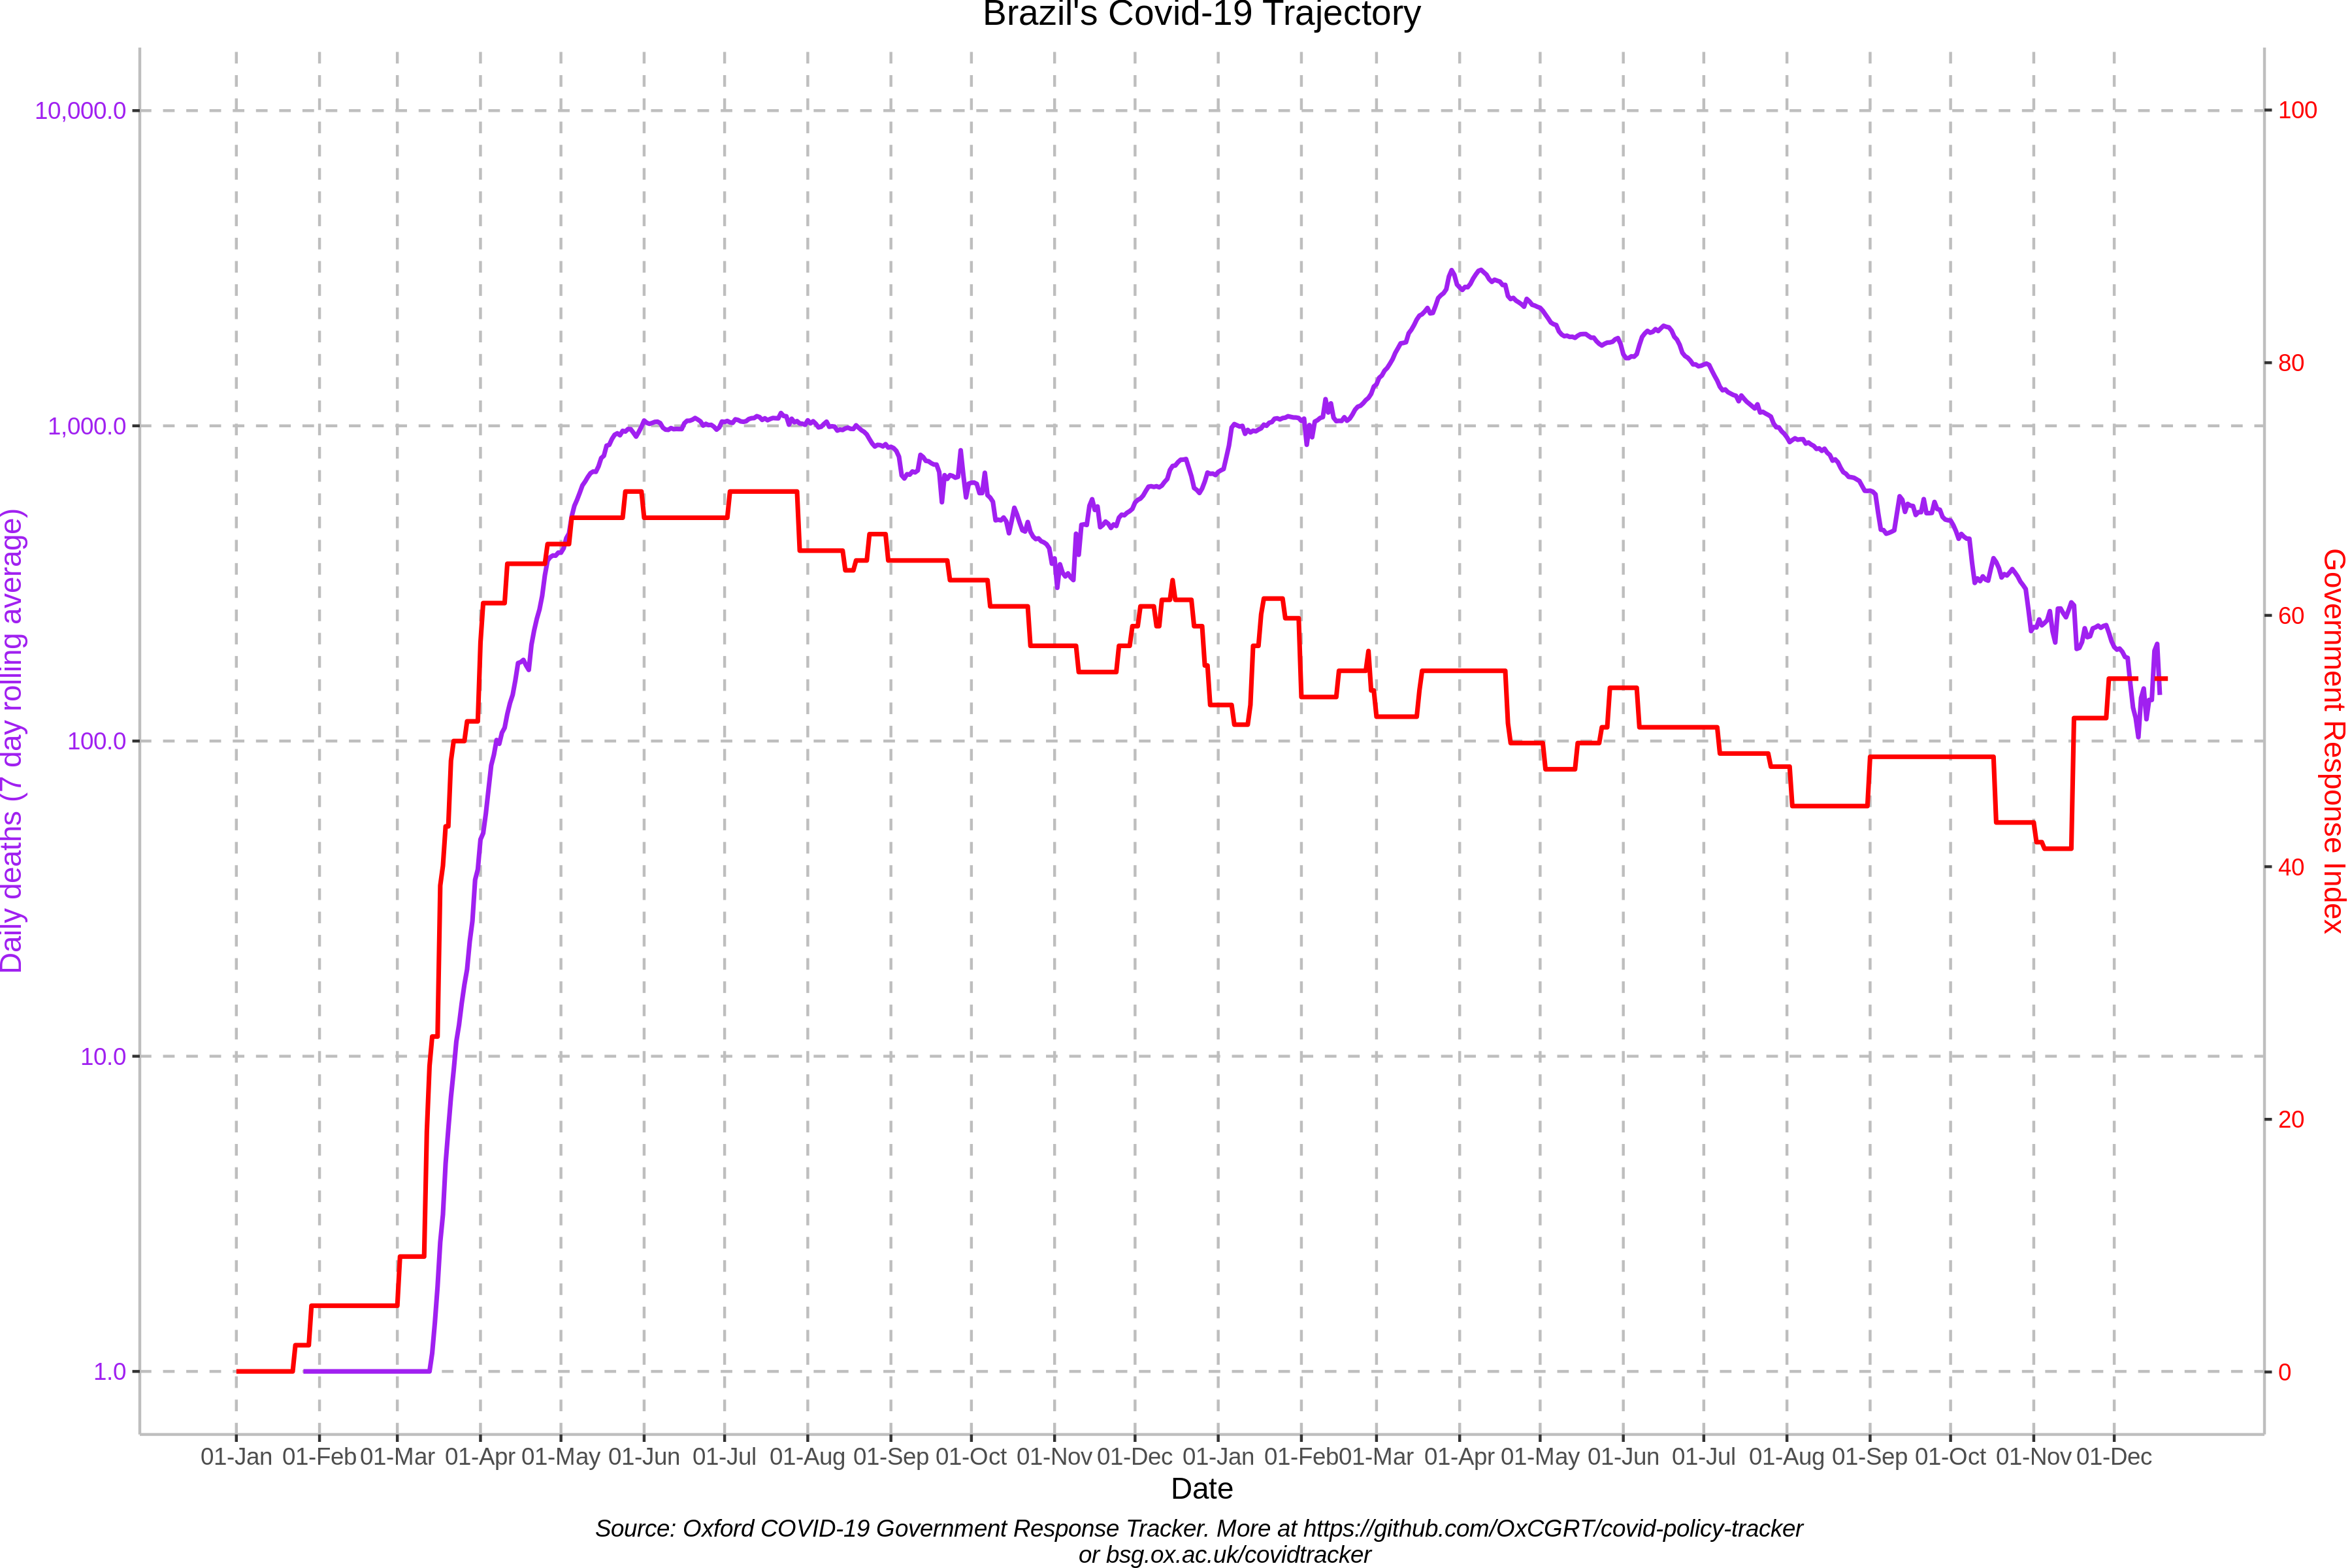 Brazil's Covid-19 Trajectory
10,000.0
1,000.0
100.0
10.0
1.0
Daily deaths (7 day rolling average)
100
80
60
40
20
0
Government Response Index
01-Jan 01-Feb 01-Mar 01-Apr 01-May 01-Jun 01-Jul 01-Aug 01-Sep 01-Oct 01-Nov 01-Dec 01-Jan 01-Feb 01-Mar 01-Apr 01-May 01-Jun 01-Jul 01-Aug 01-Sep 01-Oct 01-Nov 01-Dec
Date
Source: Oxford COVID-19 Government Response Tracker. More at https://github.com/OxCGRT/covid-policy-tracker
or bsg.ox.ac.uk/covidtracker